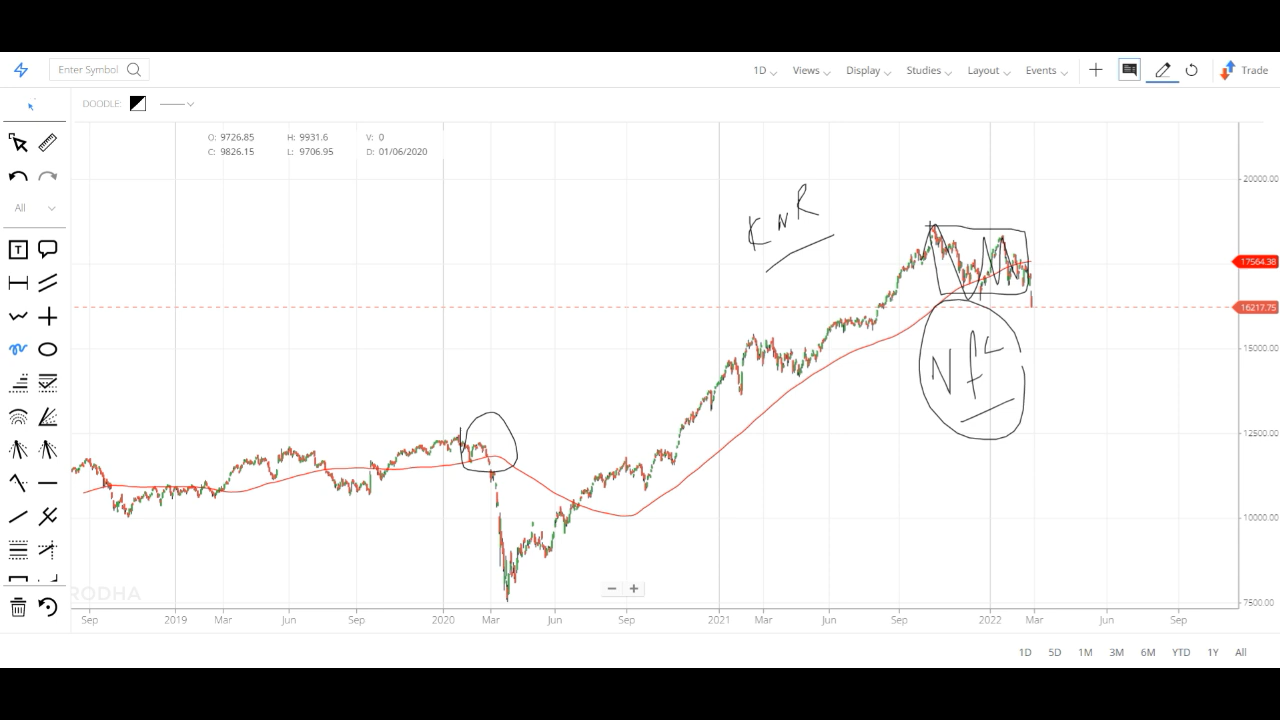 Enter Symbol
1D Views Display Studies Layout Events Trade
DOODLE:
O: 9726.85 H: 9931.6 V: 0
C: 9826.15 L: 9706.95 D: 01/06/2020
All
T
20000.00
17564.38
16217.75
15000.00
12500.00
10000.00
7500.00
RODHA
Sep 2019 Mar Jun Sep 2020 Mar Jun Sep 2021 Mar Jun Sep 2022 Mar Jun Sep
1D 5D 1M 3M 6M YTD 1Y All